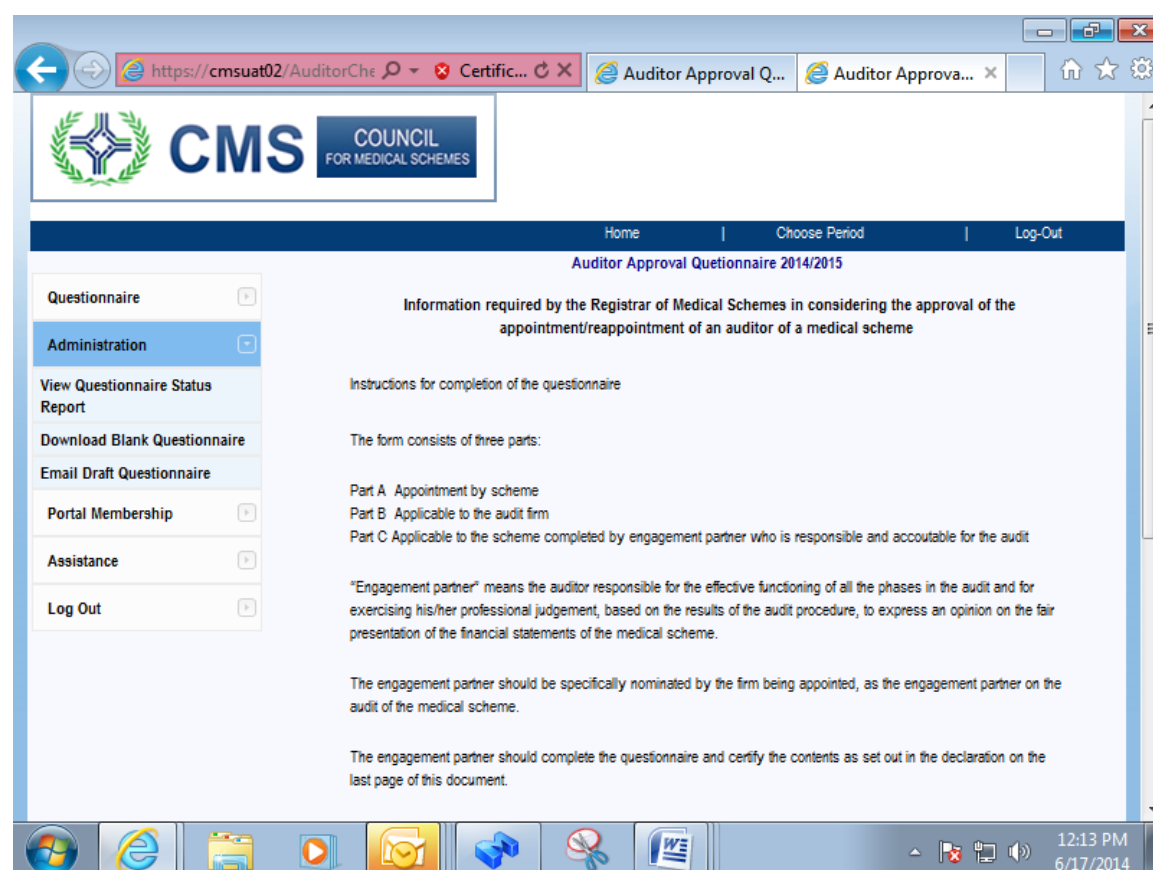 https://cmsuat02/AuditorChe
Certific...
Auditor Approval Q...
Auditor Approva...
CMS
COUNCIL
FOR MEDICAL SCHEMES
Home | Choose Period | Log-Out
Auditor Approval Quetionnaire 2014/2015
Questionnaire
Administration
View Questionnaire Status
Report
Download Blank Questionnaire
Email Draft Questionnaire
Portal Membership
Assistance
Log Out
Information required by the Registrar of Medical Schemes in considering the approval of the
appointment/reappointment of an auditor of a medical scheme
Instructions for completion of the questionnaire
The form consists of three parts:
Part A Appointment by scheme
Part B Applicable to the audit firm
Part C Applicable to the scheme completed by engagement partner who is responsible and accoutable for the audit
"Engagement partner" means the auditor responsible for the effective functioning of all the phases in the audit and for
exercising his/her professional judgement, based on the results of the audit procedure, to express an opinion on the fair
presentation of the financial statements of the medical scheme.
The engagement partner should be specifically nominated by the firm being appointed, as the engagement partner on the
audit of the medical scheme.
The engagement partner should complete the questionnaire and certify the contents as set out in the declaration on the
last page of this document.
12:13 PM
6/17/2014